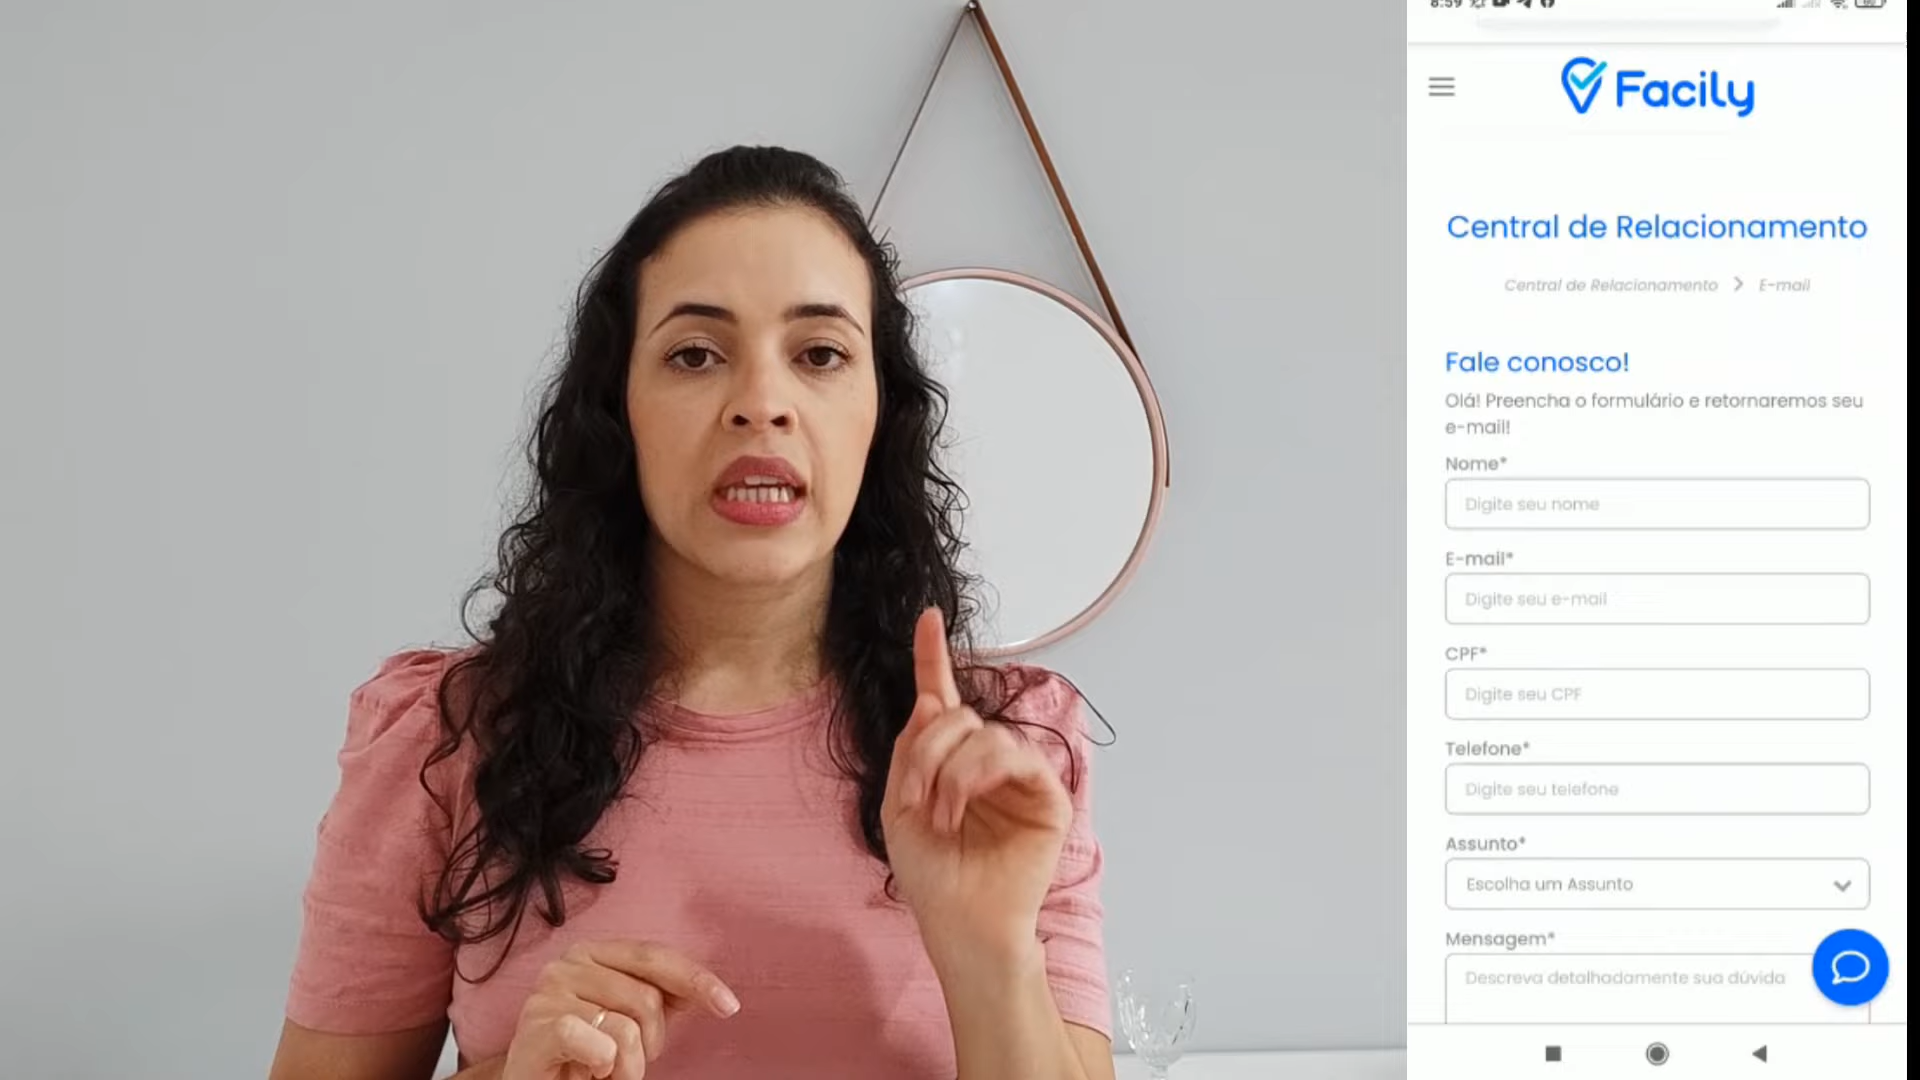 8:59
Facily
Central de Relacionamento
Central de Relacionamento > E-mail
Fale conosco!
Olá! Preencha o formulário e retornaremos seu
e-mail!
Nome*
Digite seu nome
E-mail*
Digite seu e-mail
CPF*
Digite seu CPF
Telefone*
Digite seu telefone
Assunto*
Escolha um Assunto
Mensagem*
Descreva detalhadamente sua dúvida